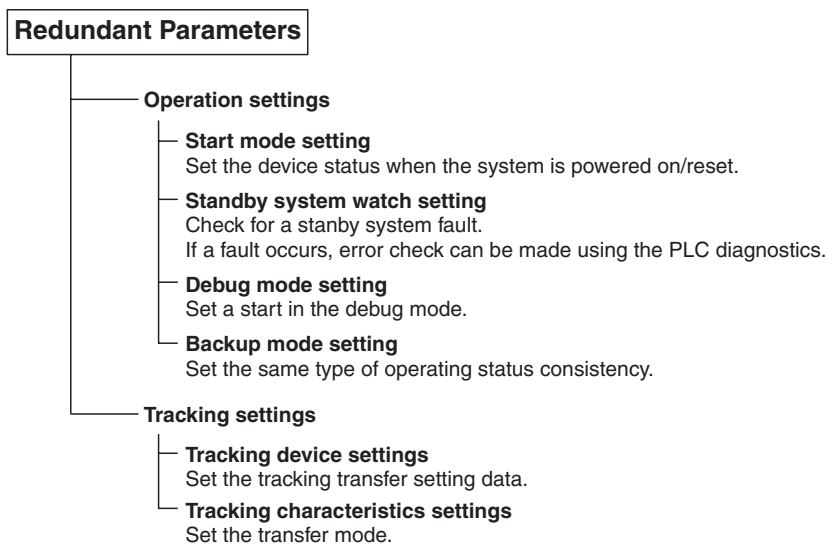 Redundant Parameters
Operation settings
Start mode setting
Set the device status when the system is powered on/reset.
Standby system watch setting
Check for a stanby system fault.
If a fault occurs, error check can be made using the PLC diagnostics.
Debug mode setting
Set a start in the debug mode.
Backup mode setting
Set the same type of operating status consistency.
Tracking settings
Tracking device settings
Set the tracking transfer setting data.
Tracking characteristics settings
Set the transfer mode.